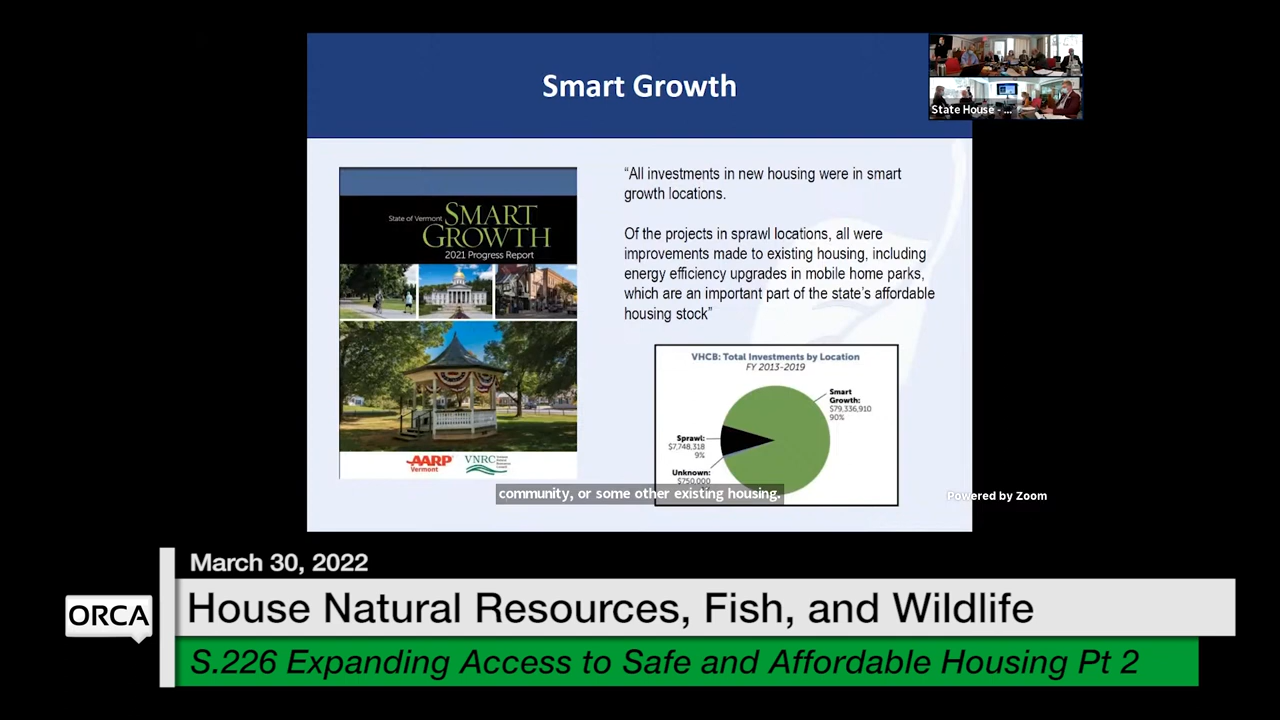 Smart Growth
State House - ...
State of Vermont SMART
GROWTH
2021 Progress Report
AARP
Vermont
VNRC
“All investments in new housing were in smart
growth locations.
Of the projects in sprawl locations, all were
improvements made to existing housing, including
energy efficiency upgrades in mobile home parks,
which are an important part of the state’s affordable
housing stock”
VHCB: Total Investments by Location
FY 2013-2019
Smart
Growth:
$79,336,910
90%
Sprawl:
$7,748,318
9%
Unknown:
$750,000
community, or some other existing housing.
Powered by Zoom
March 30, 2022
ORCA
House Natural Resources, Fish, and Wildlife
S.226 Expanding Access to Safe and Affordable Housing Pt 2